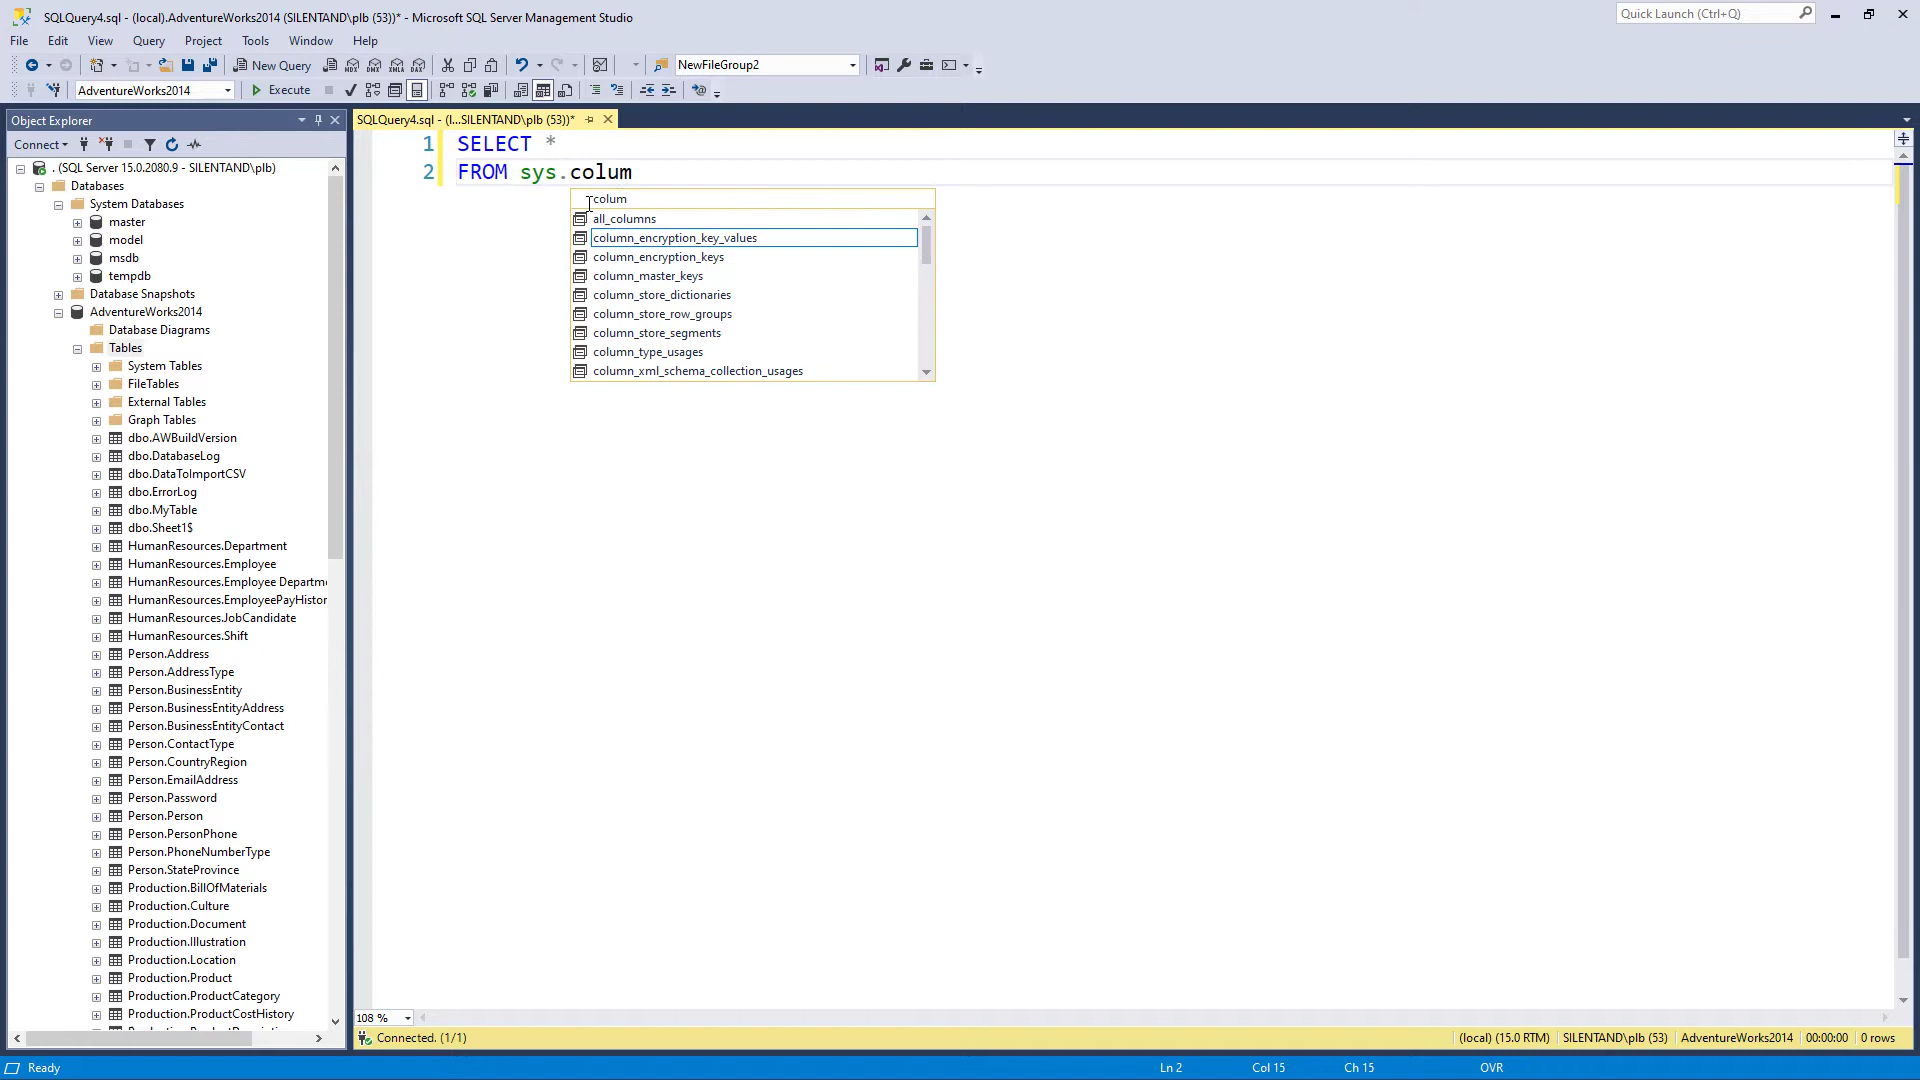 SQLQuery4.sql - (local).AdventureWorks2014 (SILENTAND\plb (53))* - Microsoft SQL Server Management Studio
Quick Launch (Ctrl+Q)
File Edit View Query Project Tools Window Help
New Query MDX DMX XMLA DAX NewFileGroup2
AdventureWorks2014 Execute
Object Explorer
Connect
. (SQL Server 15.0.2080.9 - SILENTAND\plb)
Databases
System Databases
master
model
msdb
tempdb
Database Snapshots
AdventureWorks2014
Database Diagrams
Tables
System Tables
FileTables
External Tables
Graph Tables
dbo.AWBuildVersion
dbo.DatabaseLog
dbo.DataToImportCSV
dbo.ErrorLog
dbo.MyTable
dbo.Sheet1$
HumanResources.Department
HumanResources.Employee
HumanResources.Employee Departm
HumanResources.EmployeePayHistor
HumanResources.JobCandidate
HumanResources.Shift
Person.Address
Person.AddressType
Person.BusinessEntity
Person.BusinessEntityAddress
Person.BusinessEntityContact
Person.ContactType
Person.CountryRegion
Person.EmailAddress
Person.Password
Person.Person
Person.PersonPhone
Person.PhoneNumberType
Person.StateProvince
Production.BillOfMaterials
Production.Culture
Production.Document
Production.Illustration
Production.Location
Production.Product
Production.ProductCategory
Production.ProductCostHistory
SQLQuery4.sql - (l...SILENTAND\plb (53))*
1 SELECT *
2 FROM sys.colum
colum
all_columns
column_encryption_key_values
column_encryption_keys
column_master_keys
column_store_dictionaries
column_store_row_groups
column_store_segments
column_type_usages
column_xml_schema_collection_usages
108 %
Connected. (1/1) (local) (15.0 RTM) SILENTAND\plb (53) AdventureWorks2014 00:00:00 0 rows
Ready Ln 2 Col 15 Ch 15 OVR